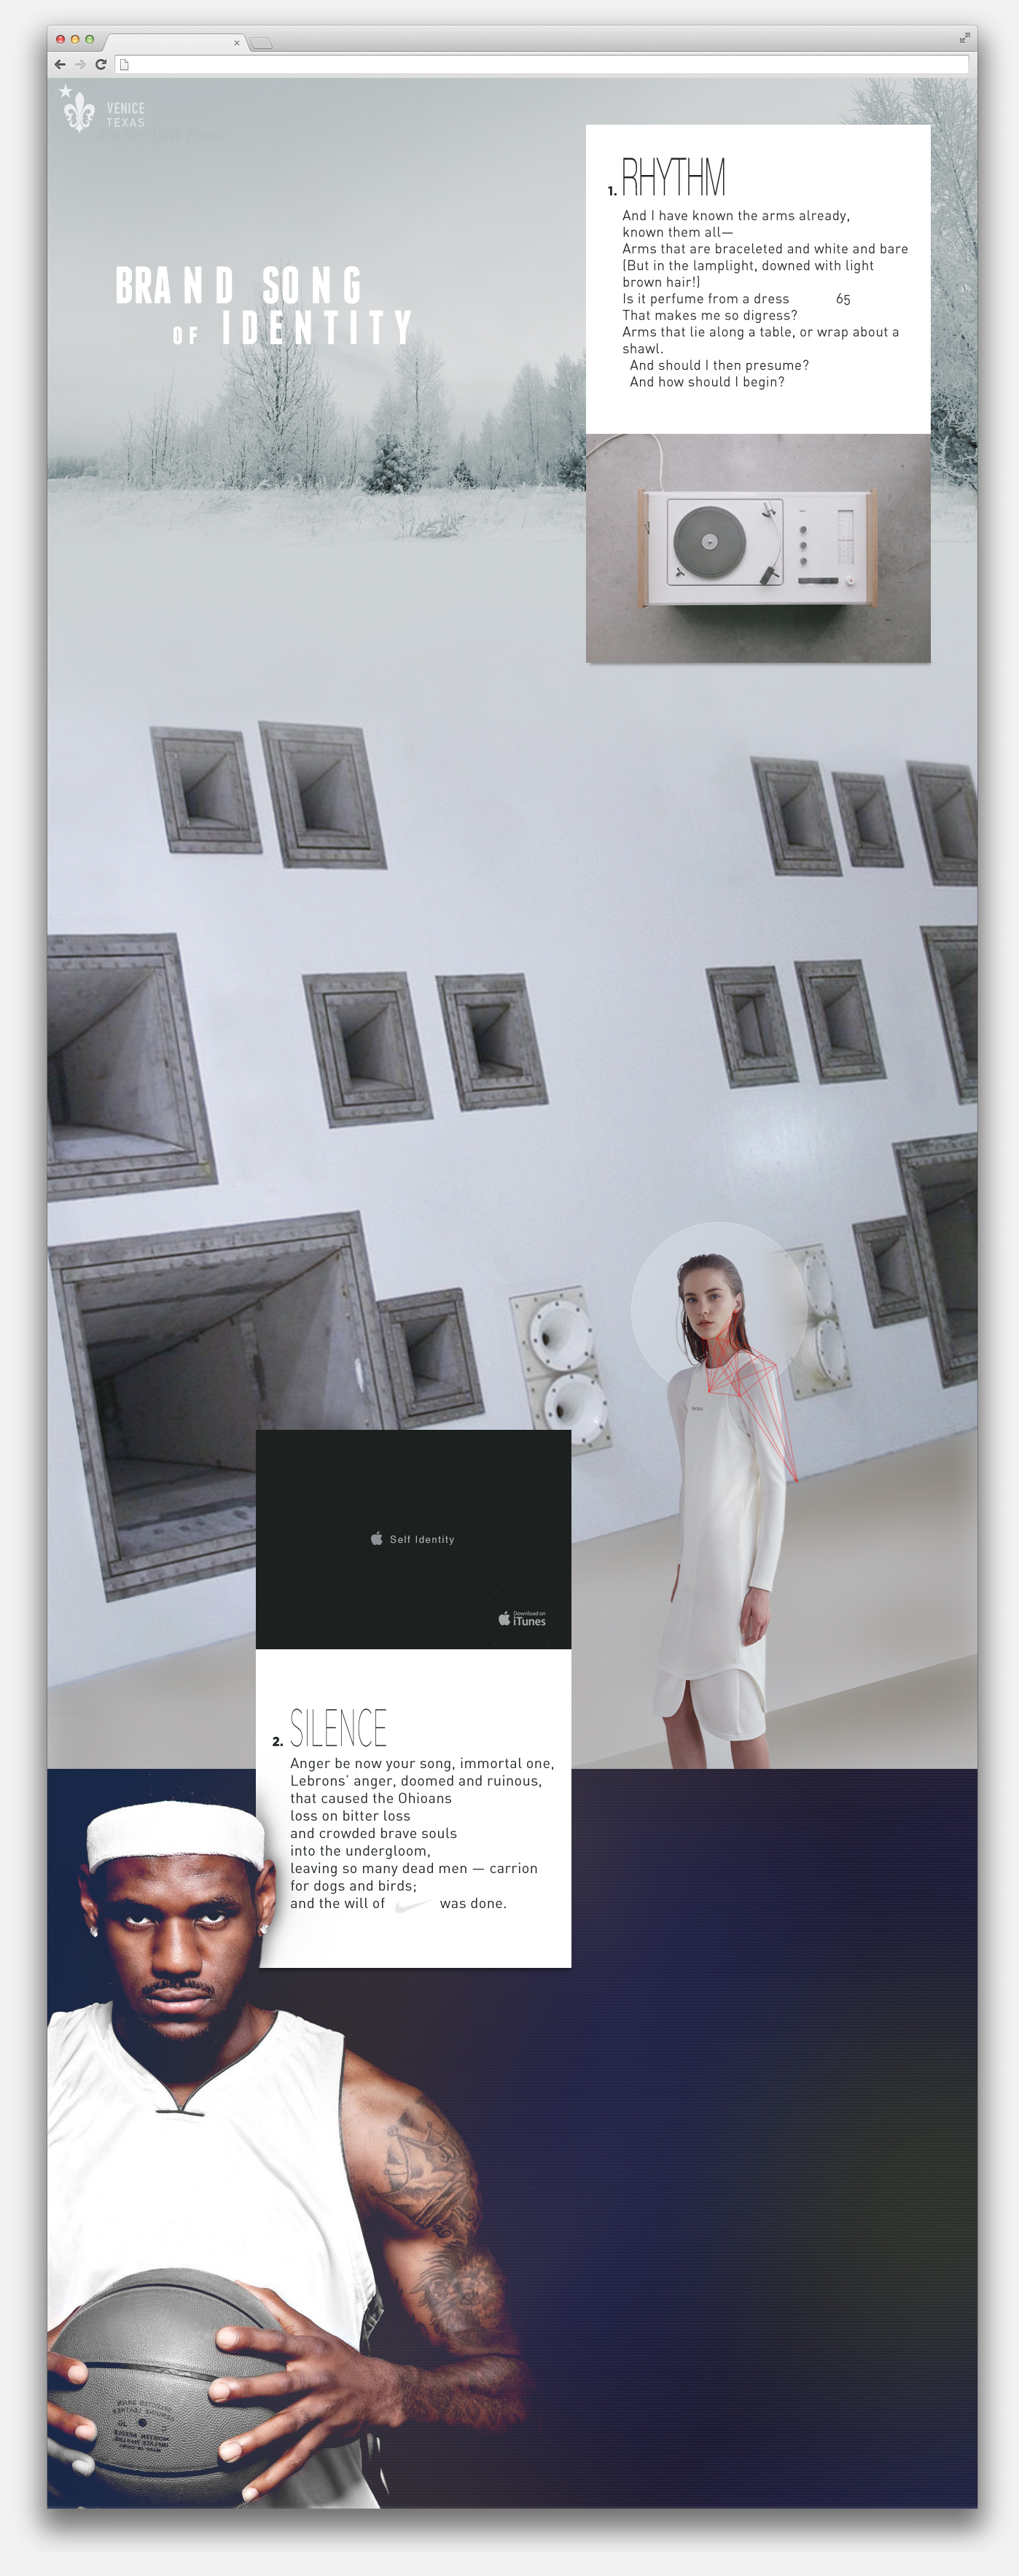 VENICE
TEXAS
BRAND SONG
OF IDENTITY
1. RHYTHM
And I have known the arms already,
known them all—
Arms that are braceleted and white and bare
(But in the lamplight, downed with light
brown hair!)
Is it perfume from a dress 65
That makes me so digress?
Arms that lie along a table, or wrap about a
shawl.
And should I then presume?
And how should I begin?
Self Identity
Download on
iTunes
2. SILENCE
Anger be now your song, immortal one,
Lebrons’ anger, doomed and ruinous,
that caused the Ohioans
loss on bitter loss
and crowded brave souls
into the undergloom,
leaving so many dead men — carrion
for dogs and birds;
and the will of was done.